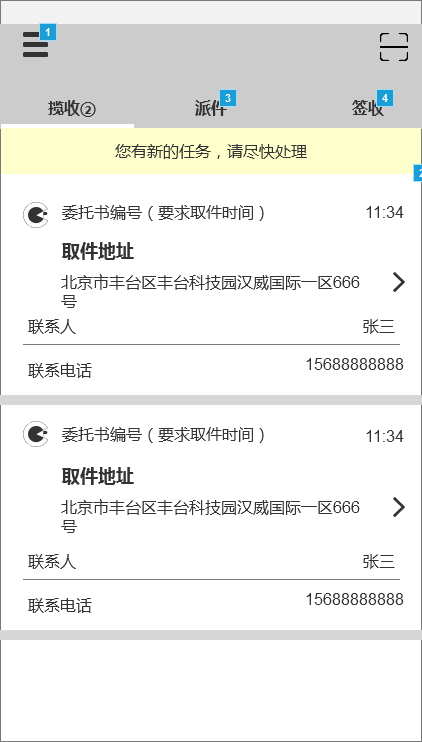 1
揽收②
派件
3
签收
4
您有新的任务，请尽快处理
2
委托书编号（要求取件时间）
11:34
取件地址
北京市丰台区丰台科技园汉威国际一区666
号
联系人
张三
联系电话
15688888888
委托书编号（要求取件时间）
11:34
取件地址
北京市丰台区丰台科技园汉威国际一区666
号
联系人
张三
联系电话
15688888888